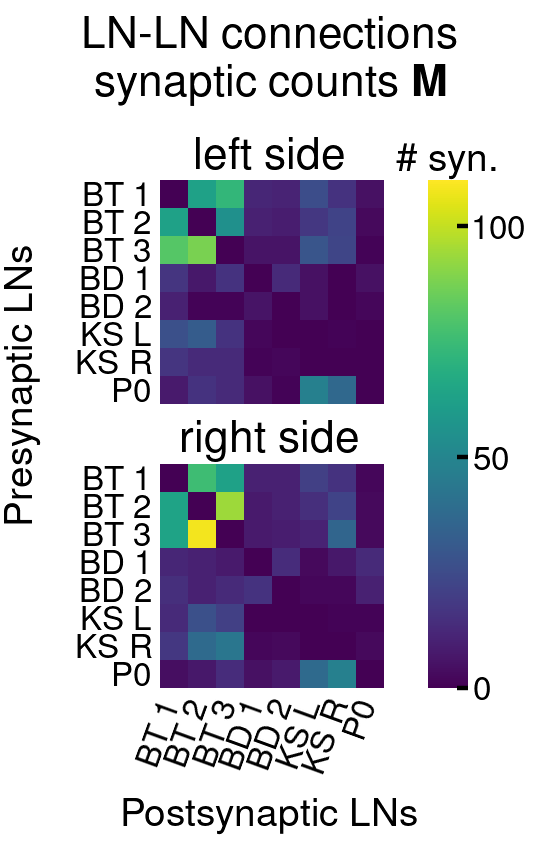 LN-LN connections
synaptic counts M
left side
# syn.
BT 1
BT 2
BT 3
BD 1
BD 2
KS L
KS R
P0
100
50
0
Presynaptic LNs
right side
BT 1
BT 2
BT 3
BD 1
BD 2
KS L
KS R
P0
BT 1
BT 2
BT 3
BD 1
BD 2
KS L
KS R
P0
Postsynaptic LNs